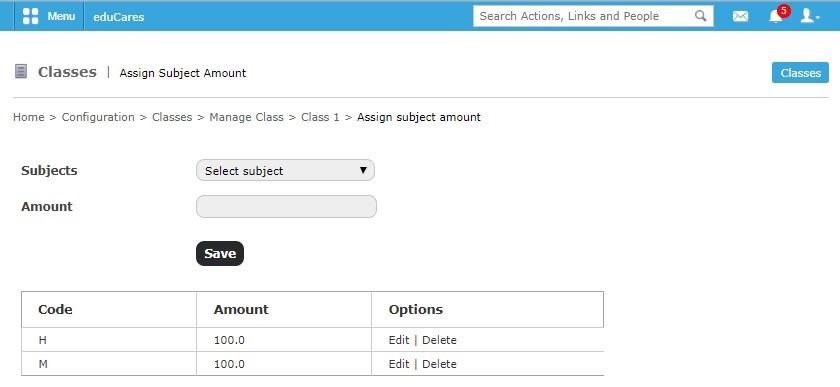 Menu eduCares Search Actions, Links and People 5
Classes | Assign Subject Amount Classes
Home > Configuration > Classes > Manage Class > Class 1 > Assign subject amount
Subjects Select subject
Amount
Save
Code Amount Options
H 100.0 Edit | Delete
M 100.0 Edit | Delete